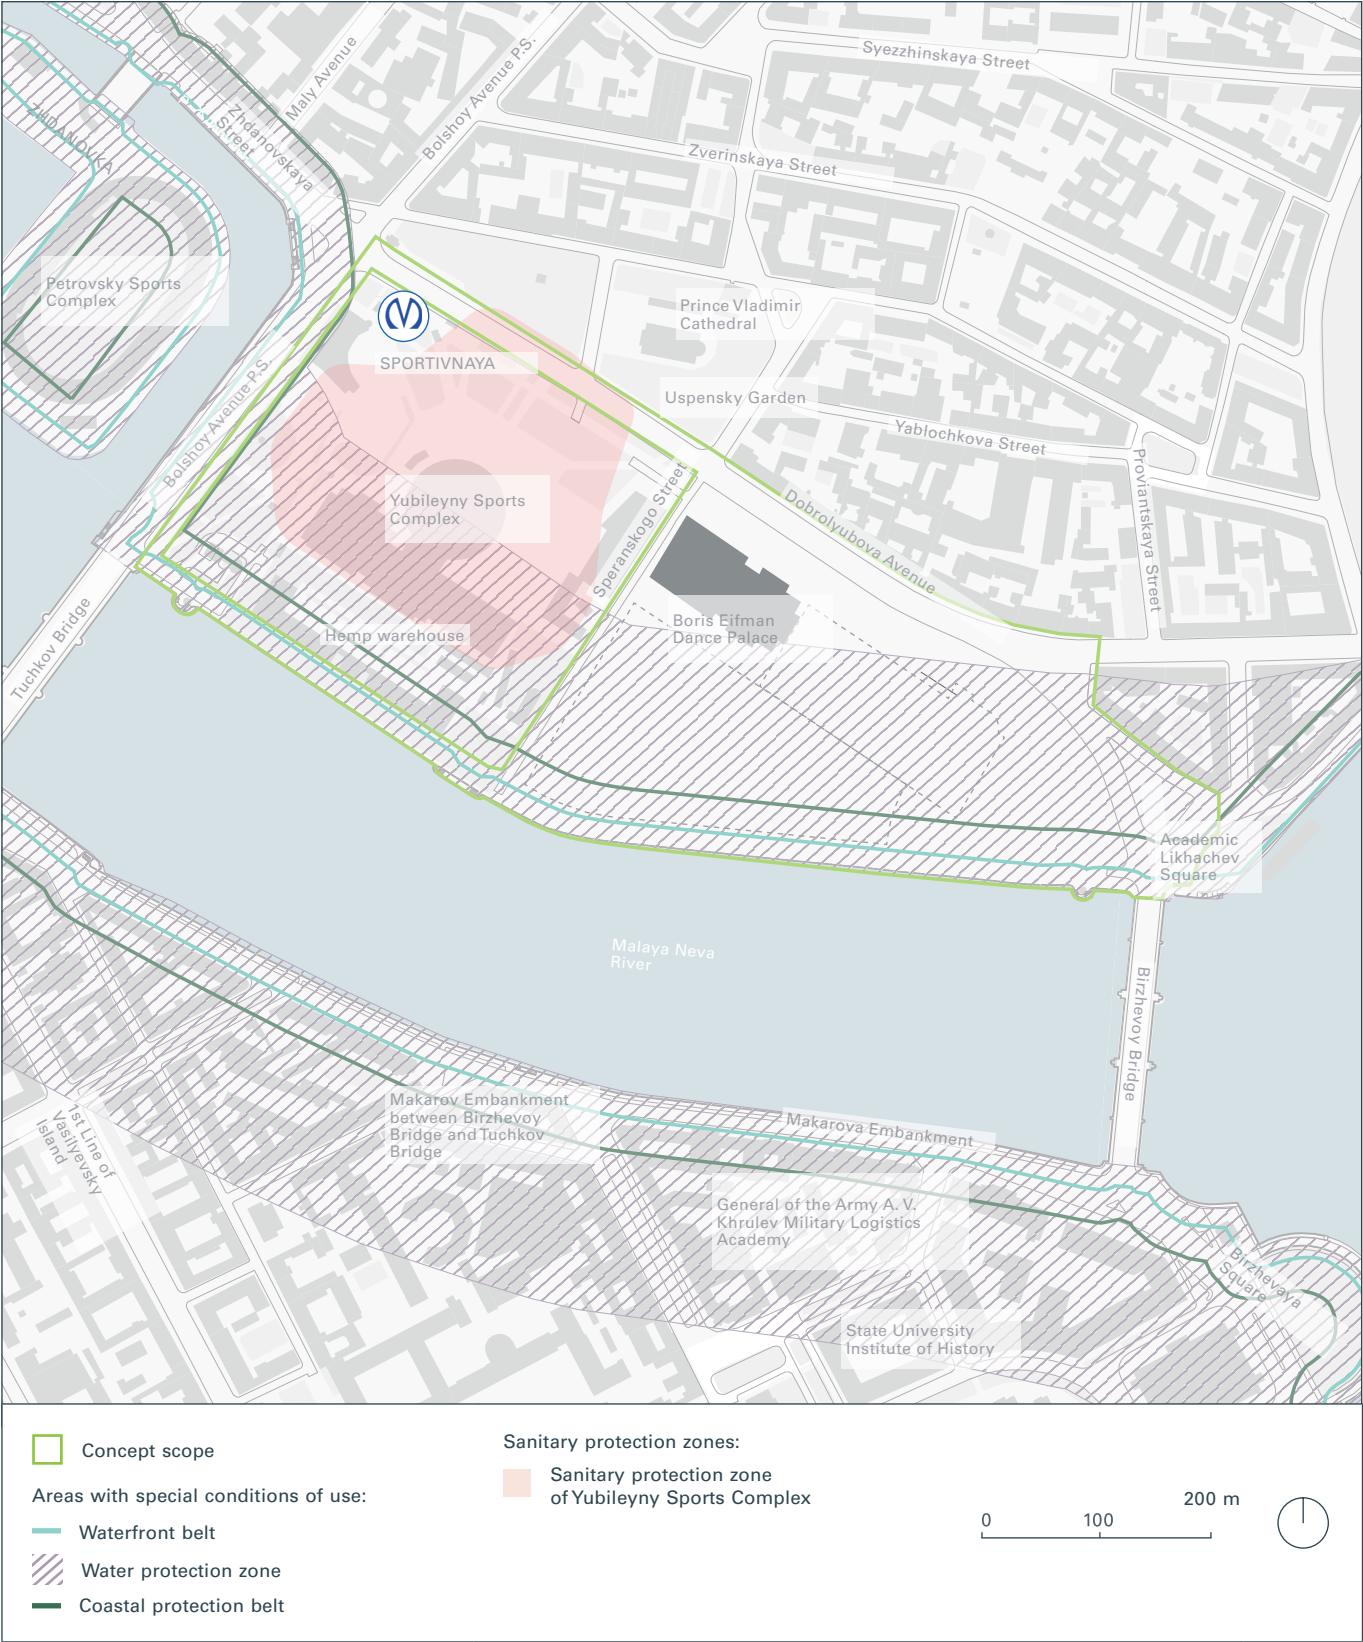 Syezzhinskaya Street
Maly Avenue
Bolshoy Avenue P.S.
ZHDANOVKA
Zhdanovskaya
Street
Zverinskaya Street
Petrovsky Sports
Complex
Prince Vladimir
Cathedral
SPORTIVNAYA
Uspensky Garden
Bolshoy Avenue P.S.
Yablochkova Street
Proviantskaya Street
Yubileyny Sports
Complex
Speranskogo Street
Dobrolyubova Avenue
Tuchkov Bridge
Hemp warehouse
Boris Eifman
Dance Palace
Academic
Likhachev
Square
Malaya Neva
River
Birzhevoy Bridge
Makarov Embankment
between Birzhevoy
Bridge and Tuchkov
Bridge
Makarova Embankment
1st Line of
Vasilyevsky
Island
General of the Army A. V.
Khrulev Military Logistics
Academy
Birzhevaya
Square
State University
Institute of History
Concept scope
Areas with special conditions of use:
Waterfront belt
Water protection zone
Coastal protection belt
Sanitary protection zones:
Sanitary protection zone
of Yubileyny Sports Complex
0 100 200 m